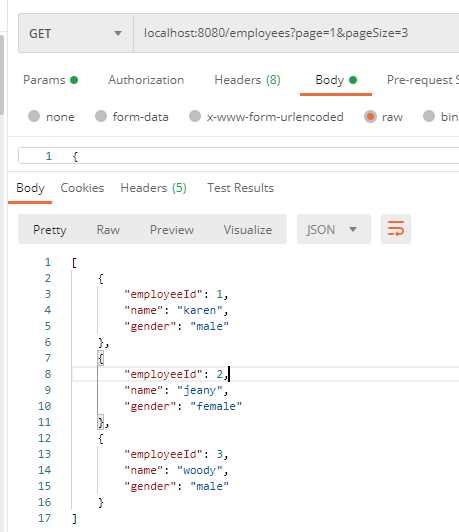 GET localhost:8080/employees?page=1&pageSize=3
Params Authorization Headers (8) Body Pre-request S
none form-data x-www-form-urlencoded raw bin
1 {
Body Cookies Headers (5) Test Results
Pretty Raw Preview Visualize JSON
1 [
2 {
3 "employeeId": 1,
4 "name": "karen",
5 "gender": "male"
6 },
7 {
8 "employeeId": 2,
9 "name": "jeany",
10 "gender": "female"
11 },
12 {
13 "employeeId": 3,
14 "name": "woody",
15 "gender": "male"
16 }
17 ]